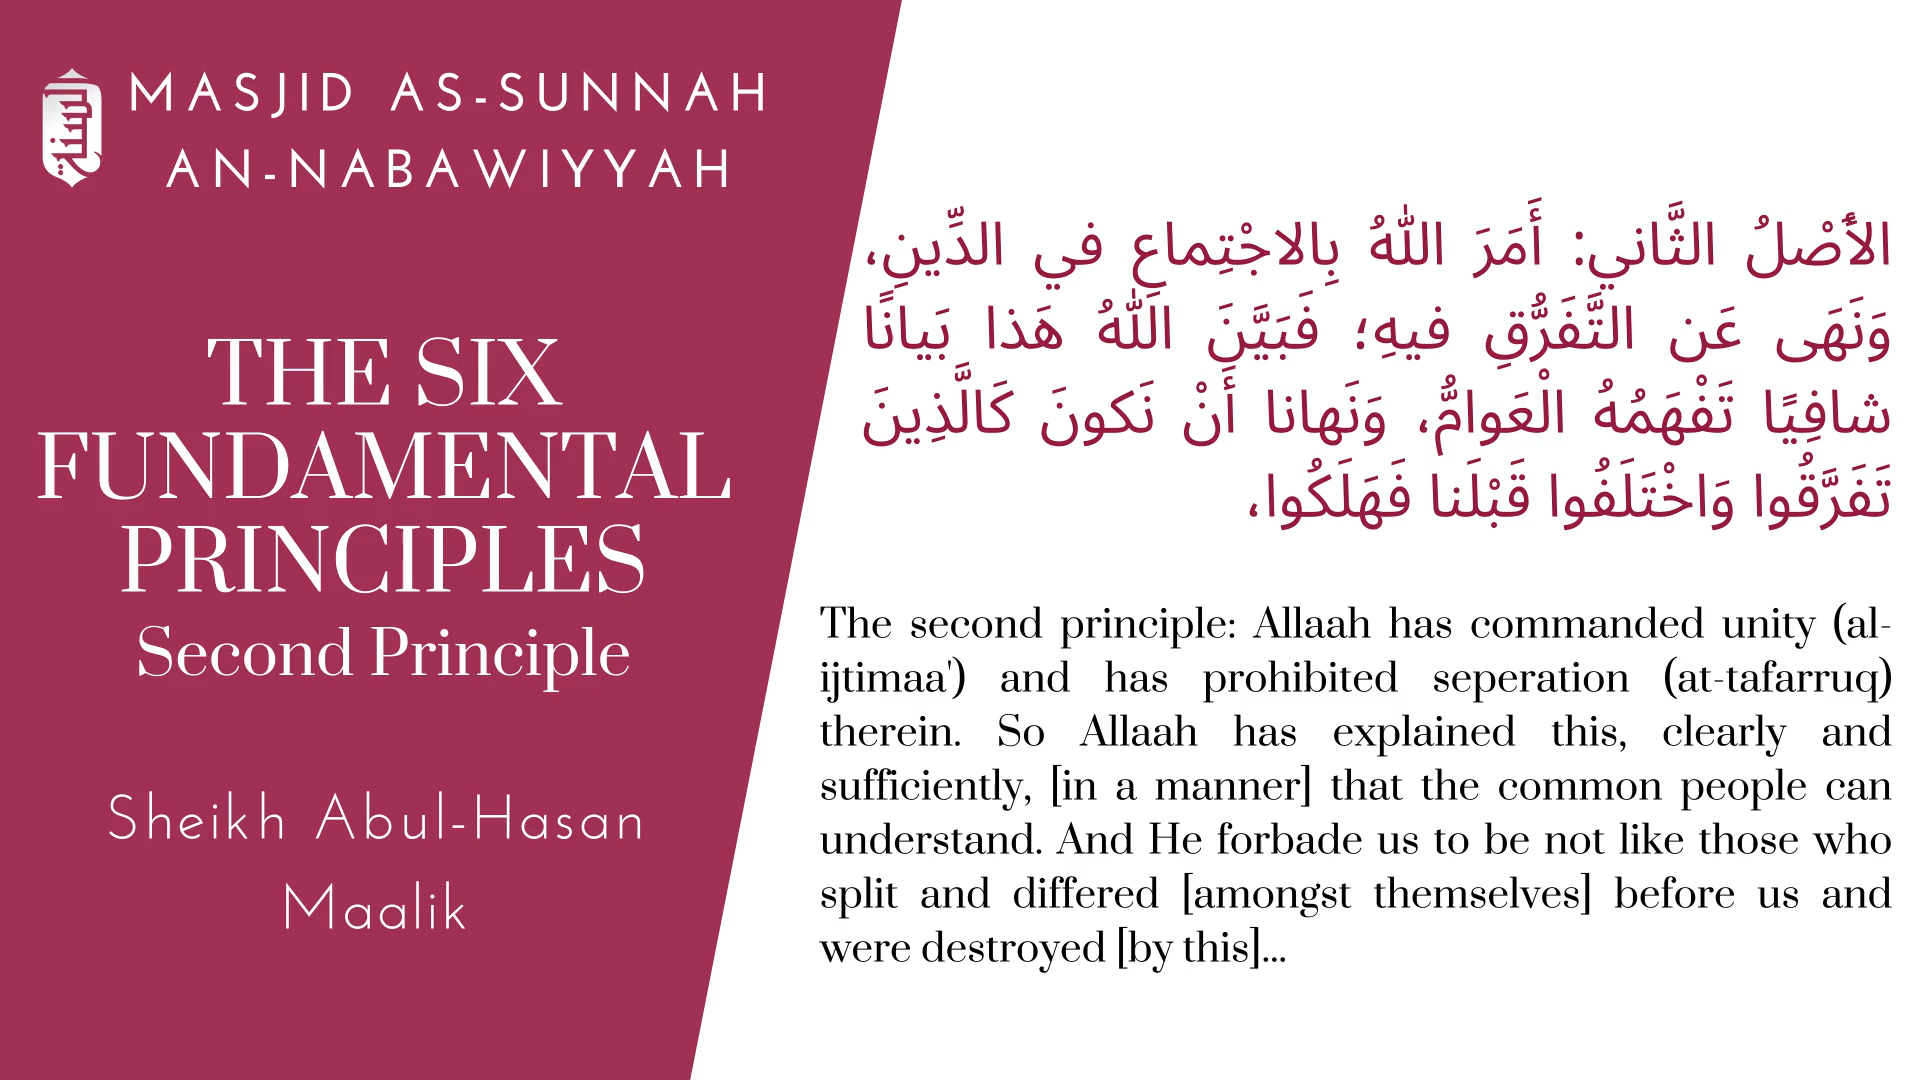 السنة
MASJID AS-SUNNAH
AN-NABAWIYYAH
THE SIX
FUNDAMENTAL
PRINCIPLES
Second Principle
Sheikh Abul-Hasan
Maalik
الأَصْلُ الثَّاني: أَمَرَ اللَّهُ بِالاجْتِماعِ في الدِّينِ،
وَنَهَى عَن التَّفَرُّقِ فيهِ؛ فَبَيَّنَ اللَّهُ هَذا بَيانًا
شافِيًا تَفْهَمُهُ الْعَوامُّ، وَنَهانا أَنْ نَكونَ كَالَّذِينَ
تَفَرَّقُوا وَاخْتَلَفُوا قَبْلَنا فَهَلَكُوا،
The second principle: Allaah has commanded unity (al-
ijtimaa') and has prohibited seperation (at-tafarruq)
therein. So Allaah has explained this, clearly and
sufficiently, [in a manner] that the common people can
understand. And He forbade us to be not like those who
split and differed [amongst themselves] before us and
were destroyed [by this]...